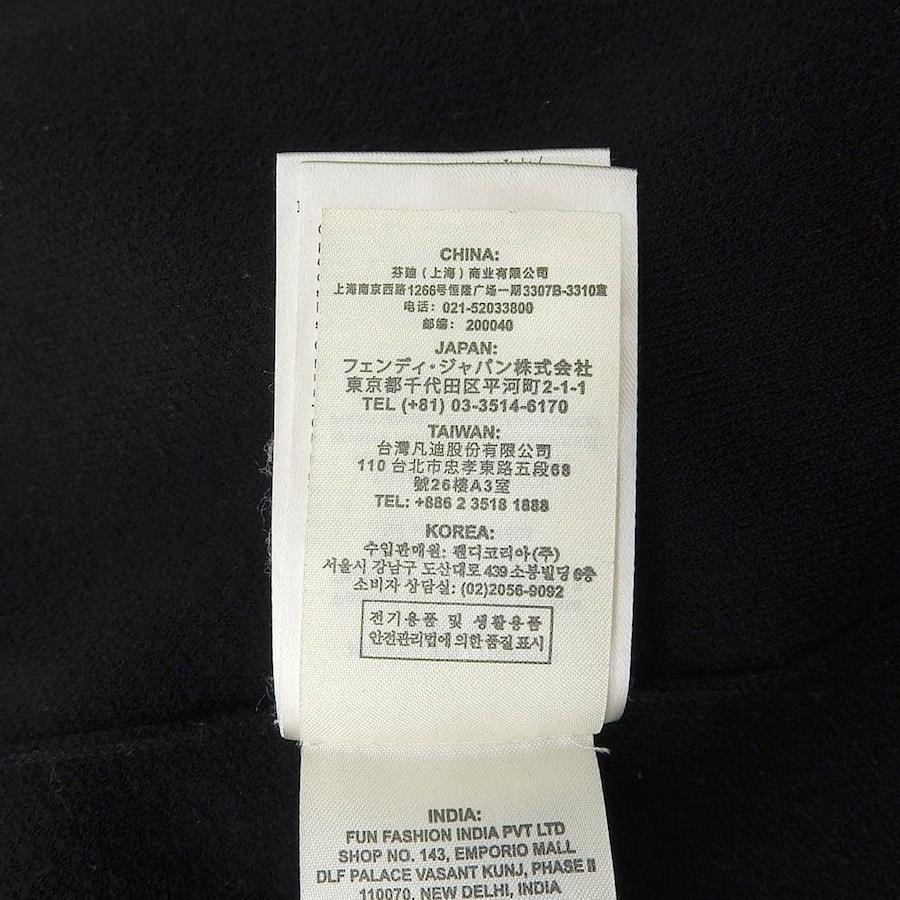 CHINA:
芬迪（上海）商业有限公司
上海南京西路1266号恒隆广场一期3307B-3310室
电话：021-52033800
邮编：200040
JAPAN:
フェンディ・ジャパン株式会社
東京都千代田区平河町2-1-1
TEL (+81) 03-3514-6170
TAIWAN:
台灣凡迪股份有限公司
110 台北市忠孝東路五段68
號26樓A3室
TEL: +886 2 3518 1888
KOREA:
수입판매원: 펜디코리아(주)
서울시 강남구 도산대로 439 소봉빌딩 6층
소비자 상담실: (02)2056-9092
전기용품 및 생활용품
안전관리법에 의한 품질 표시
INDIA:
FUN FASHION INDIA PVT LTD
SHOP NO. 143, EMPORIO MALL
DLF PALACE VASANT KUNJ, PHASE II
110070, NEW DELHI, INDIA